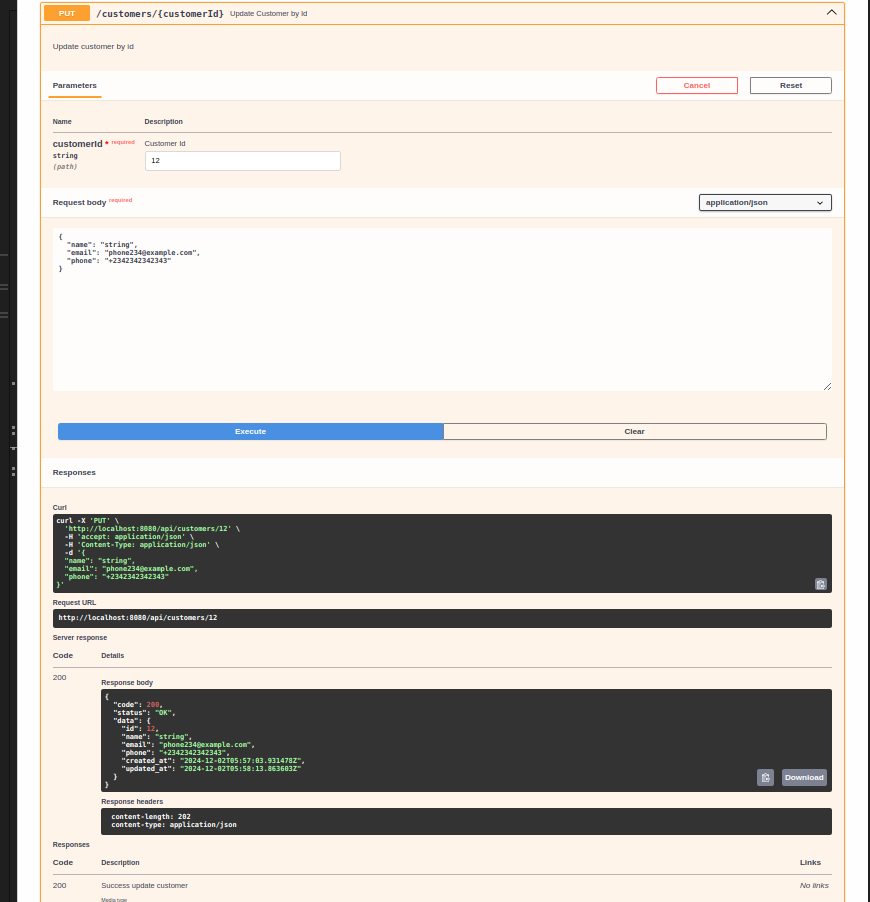 PUT /customers/{customerId} Update Customer by Id
Update customer by id
Parameters
Cancel
Reset
Name Description
customerId * required
string
(path)
Customer Id
12
Request body required
application/json
{
  "name": "string",
  "email": "phone234@example.com",
  "phone": "+2342342342343"
}
Execute
Clear
Responses
Curl
curl -X 'PUT' \
  'http://localhost:8080/api/customers/12' \
  -H 'accept: application/json' \
  -H 'Content-Type: application/json' \
  -d '{
  "name": "string",
  "email": "phone234@example.com",
  "phone": "+2342342342343"
}'
Request URL
http://localhost:8080/api/customers/12
Server response
Code Details
200
Response body
{
  "code": 200,
  "status": "OK",
  "data": {
    "id": 12,
    "name": "string",
    "email": "phone234@example.com",
    "phone": "+2342342342343",
    "created_at": "2024-12-02T05:57:03.931478Z",
    "updated_at": "2024-12-02T05:58:13.863603Z"
  }
}
Download
Response headers
content-length: 202
content-type: application/json
Responses
Code Description Links
200 Success update customer No links
Media type